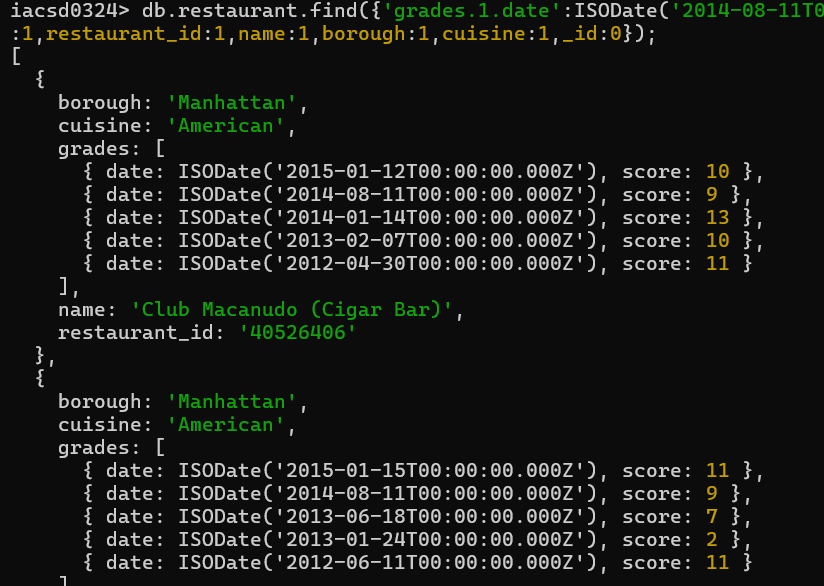 iacsd0324> db.restaurant.find({'grades.1.date':ISODate('2014-08-11T0
:1,restaurant_id:1,name:1,borough:1,cuisine:1,_id:0});
[
  {
    borough: 'Manhattan',
    cuisine: 'American',
    grades: [
      { date: ISODate('2015-01-12T00:00:00.000Z'), score: 10 },
      { date: ISODate('2014-08-11T00:00:00.000Z'), score: 9 },
      { date: ISODate('2014-01-14T00:00:00.000Z'), score: 13 },
      { date: ISODate('2013-02-07T00:00:00.000Z'), score: 10 },
      { date: ISODate('2012-04-30T00:00:00.000Z'), score: 11 }
    ],
    name: 'Club Macanudo (Cigar Bar)',
    restaurant_id: '40526406'
  },
  {
    borough: 'Manhattan',
    cuisine: 'American',
    grades: [
      { date: ISODate('2015-01-15T00:00:00.000Z'), score: 11 },
      { date: ISODate('2014-08-11T00:00:00.000Z'), score: 9 },
      { date: ISODate('2013-06-18T00:00:00.000Z'), score: 7 },
      { date: ISODate('2013-01-24T00:00:00.000Z'), score: 2 },
      { date: ISODate('2012-06-11T00:00:00.000Z'), score: 11 }
    ]